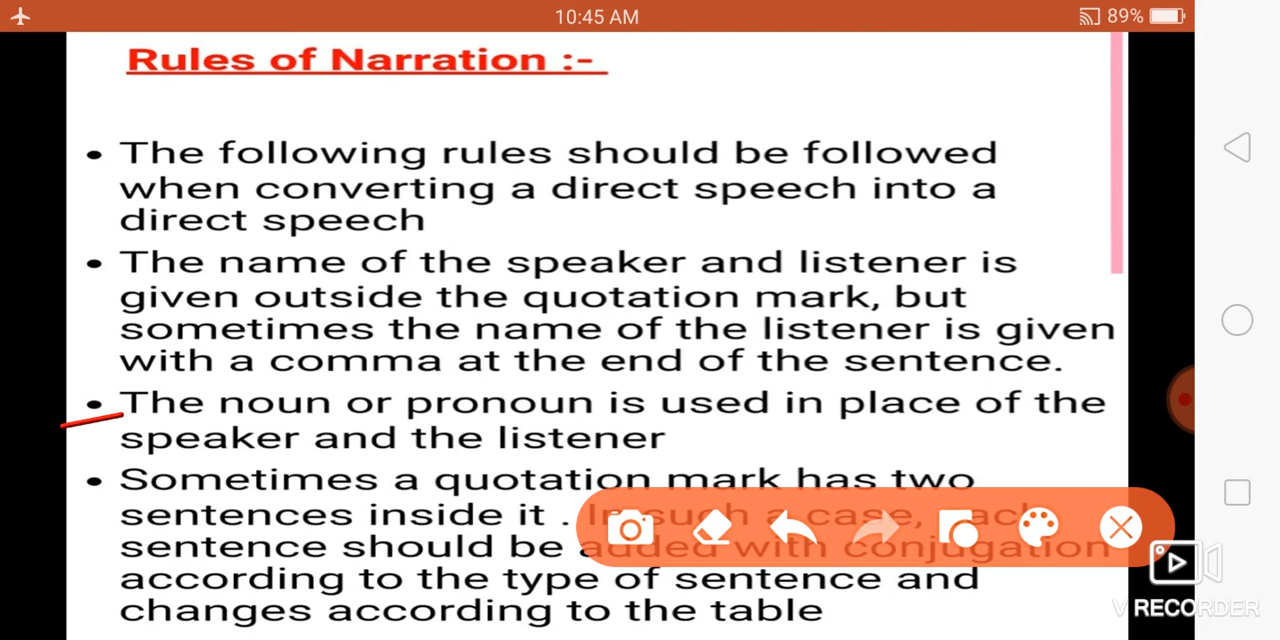 10:45 AM
89%
Rules of Narration :-
• The following rules should be followed
when converting a direct speech into a
direct speech
• The name of the speaker and listener is
given outside the quotation mark, but
sometimes the name of the listener is given
with a comma at the end of the sentence.
• The noun or pronoun is used in place of the
speaker and the listener
• Sometimes a quotation mark has two
sentences inside it . In such a case, each
sentence should be added with conjugation
according to the type of sentence and
changes according to the table
V RECORDER